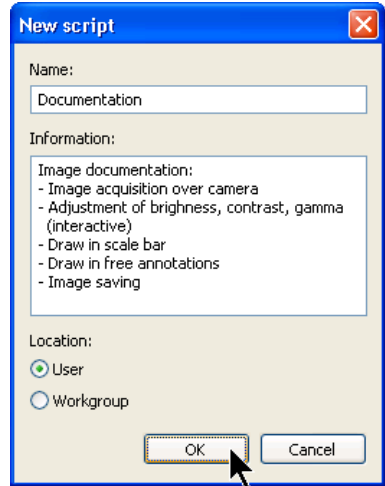 New script
Name:
Documentation
Information:
Image documentation:
- Image acquisition over camera
- Adjustment of brighness, contrast, gamma
(interactive)
- Draw in scale bar
- Draw in free annotations
- Image saving
Location:
User
Workgroup
OK Cancel